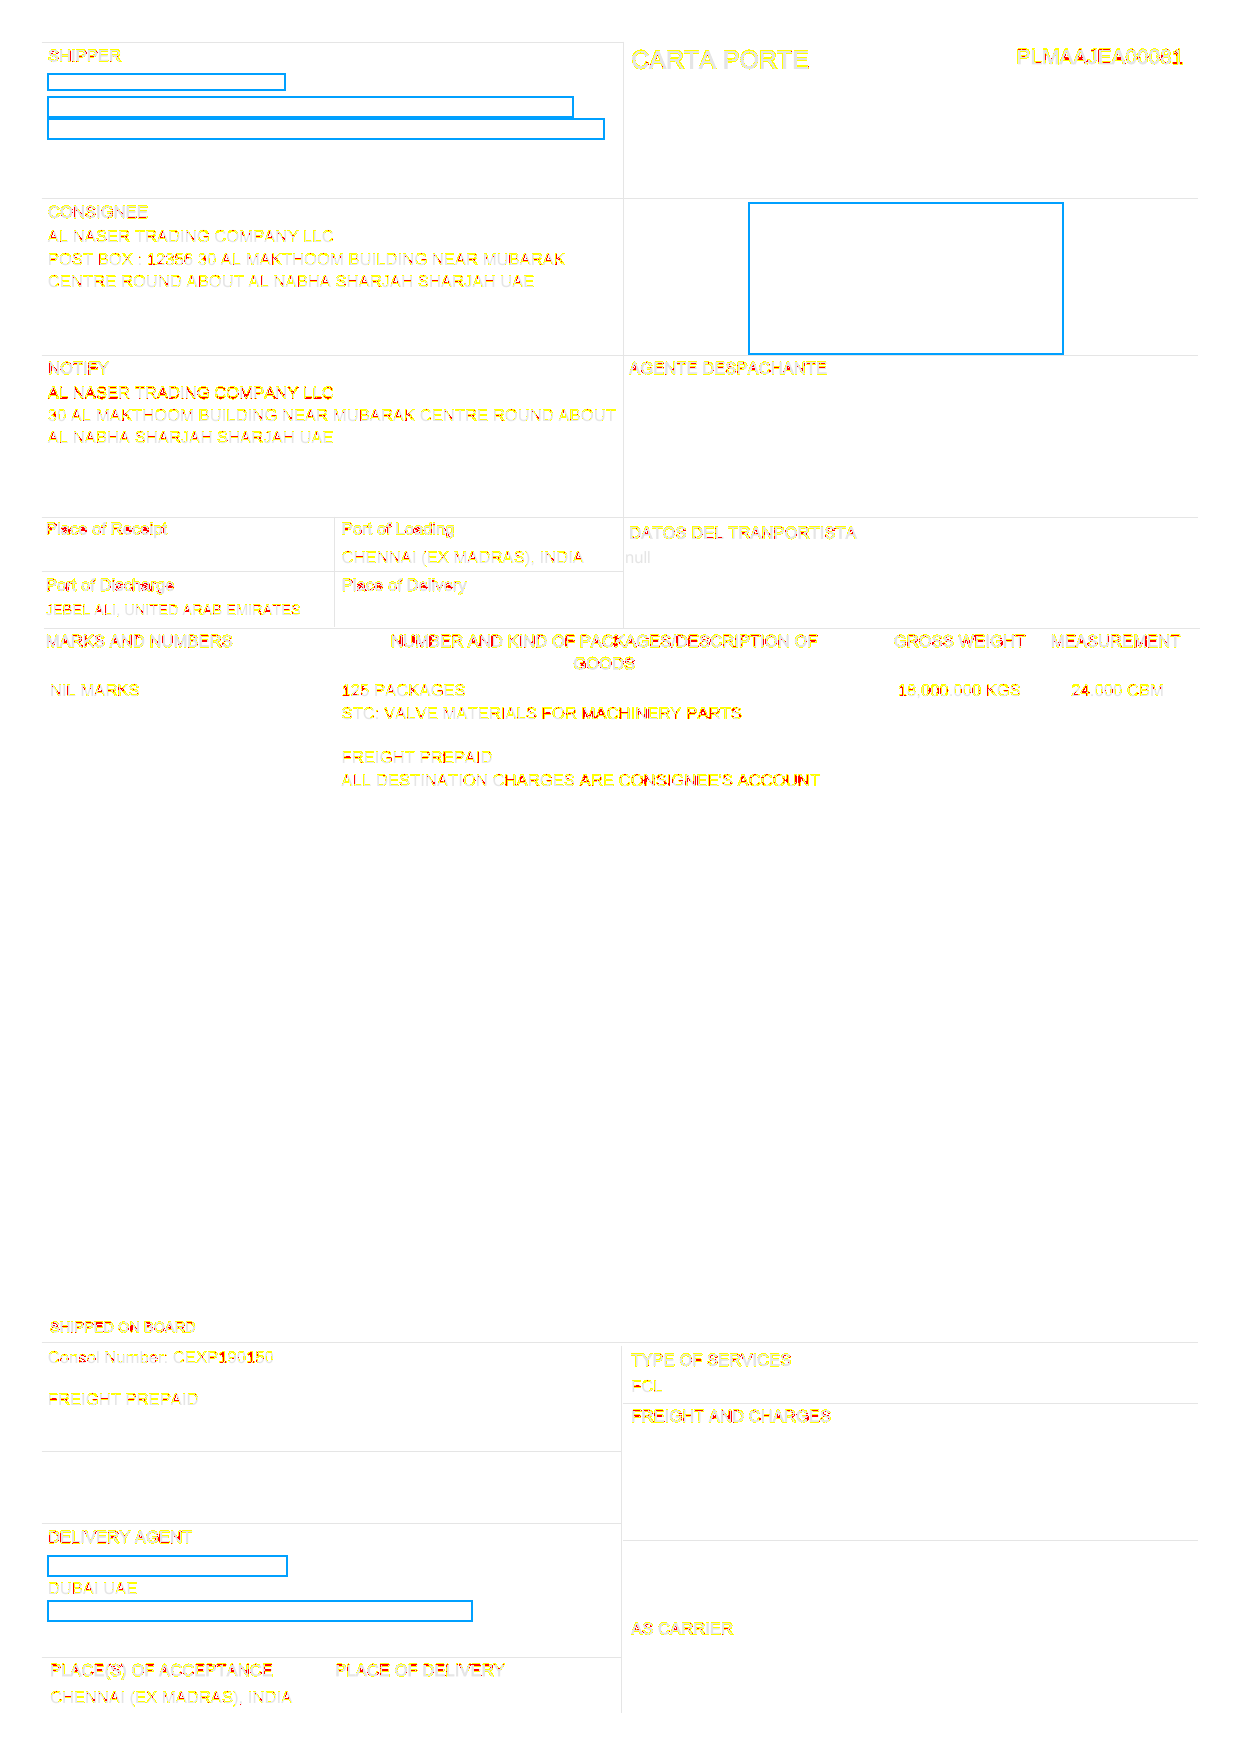 SHIPPER
CARTA PORTE
PLMAAJEA00081
CONSIGNEE
AL NASER TRADING COMPANY LLC
POST BOX : 30 AL MAKTHOOM BUILDING NEAR MUBARAK
CENTRE ROUND ABOUT AL NABHA SHARJAH SHARJAH UAE
NOTIFY
AL NASER TRADING COMPANY LLC
30 AL MAKTHOOM BUILDING NEAR MUBARAK CENTRE ROUND ABOUT
AL NABHA SHARJAH SHARJAH UAE
AGENTE DESPACHANTE
Place of Receipt
Port of Loading
CHENNAI (EX MADRAS), INDIA
DATOS DEL TRANPORTISTA
null
Port of Discharge
JEBEL ALI, UNITED ARAB EMIRATES
Place of Delivery
MARKS AND NUMBERS
NUMBER AND KIND OF PACKAGES/DESCRIPTION OF
GOODS
GROSS WEIGHT
MEASUREMENT
NIL MARKS
125 PACKAGES
KGS
24.000 CBM
STC: VALVE MATERIALS FOR MACHINERY PARTS
FREIGHT PREPAID
ALL DESTINATION CHARGES ARE CONSIGNEE'S ACCOUNT
SHIPPED ON BOARD
Consol Number: CEXP190150
FREIGHT PREPAID
TYPE OF SERVICES
FCL
FREIGHT AND CHARGES
DELIVERY AGENT
DUBAI UAE
AS CARRIER
PLACE(S) OF ACCEPTANCE
PLACE OF DELIVERY
CHENNAI (EX MADRAS), INDIA